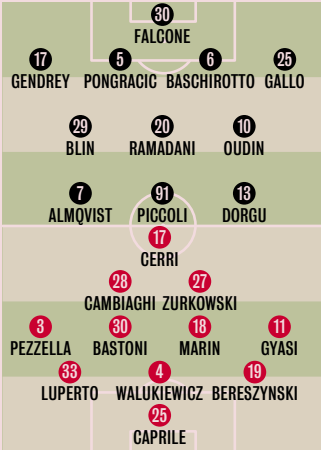 30
FALCONE
17 5 6 25
GENDREY PONGRACIC BASCHIROTTO GALLO
29 20 10
BLIN RAMADANI OUDIN
7 91 13
ALMQVIST PICCOLI DORGU
17
CERRI
28 27
CAMBIAGHI ZURKOWSKI
3 30 18 11
PEZZELLA BASTONI MARIN GYASI
33 4 19
LUPERTO WALUKIEWICZ BERESZYNSKI
25
CAPRILE